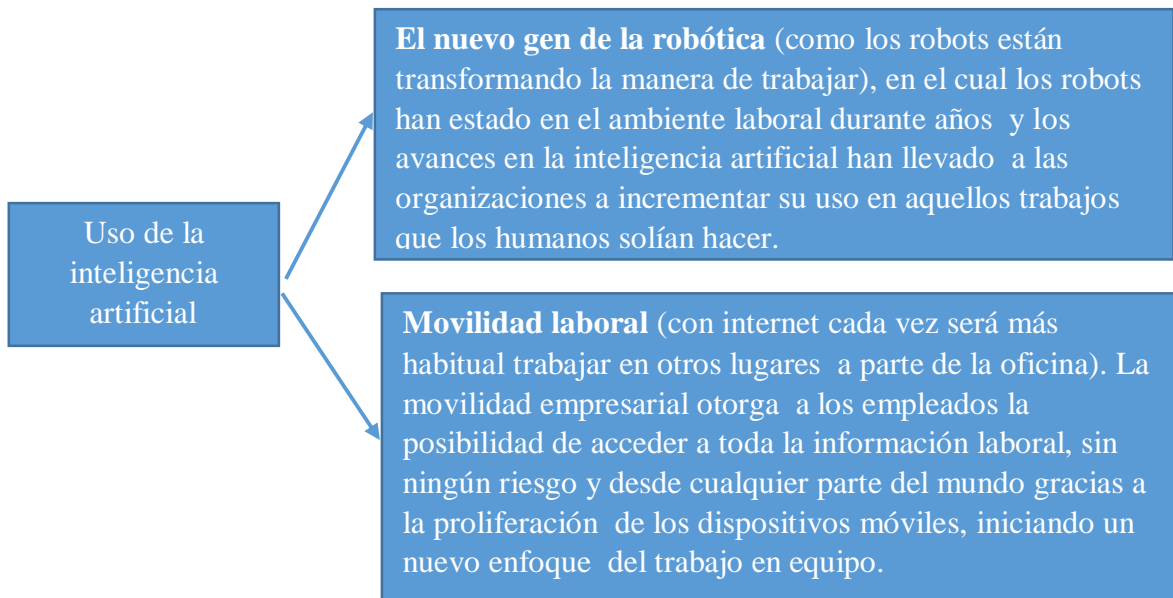 El nuevo gen de la robótica (como los robots están
transformando la manera de trabajar), en el cual los robots
han estado en el ambiente laboral durante años y los
avances en la inteligencia artificial han llevado a las
organizaciones a incrementar su uso en aquellos trabajos
que los humanos solían hacer.
Uso de la
inteligencia
artificial
Movilidad laboral (con internet cada vez será más
habitual trabajar en otros lugares a parte de la oficina). La
movilidad empresarial otorga a los empleados la
posibilidad de acceder a toda la información laboral, sin
ningún riesgo y desde cualquier parte del mundo gracias a
la proliferación de los dispositivos móviles, iniciando un
nuevo enfoque del trabajo en equipo.